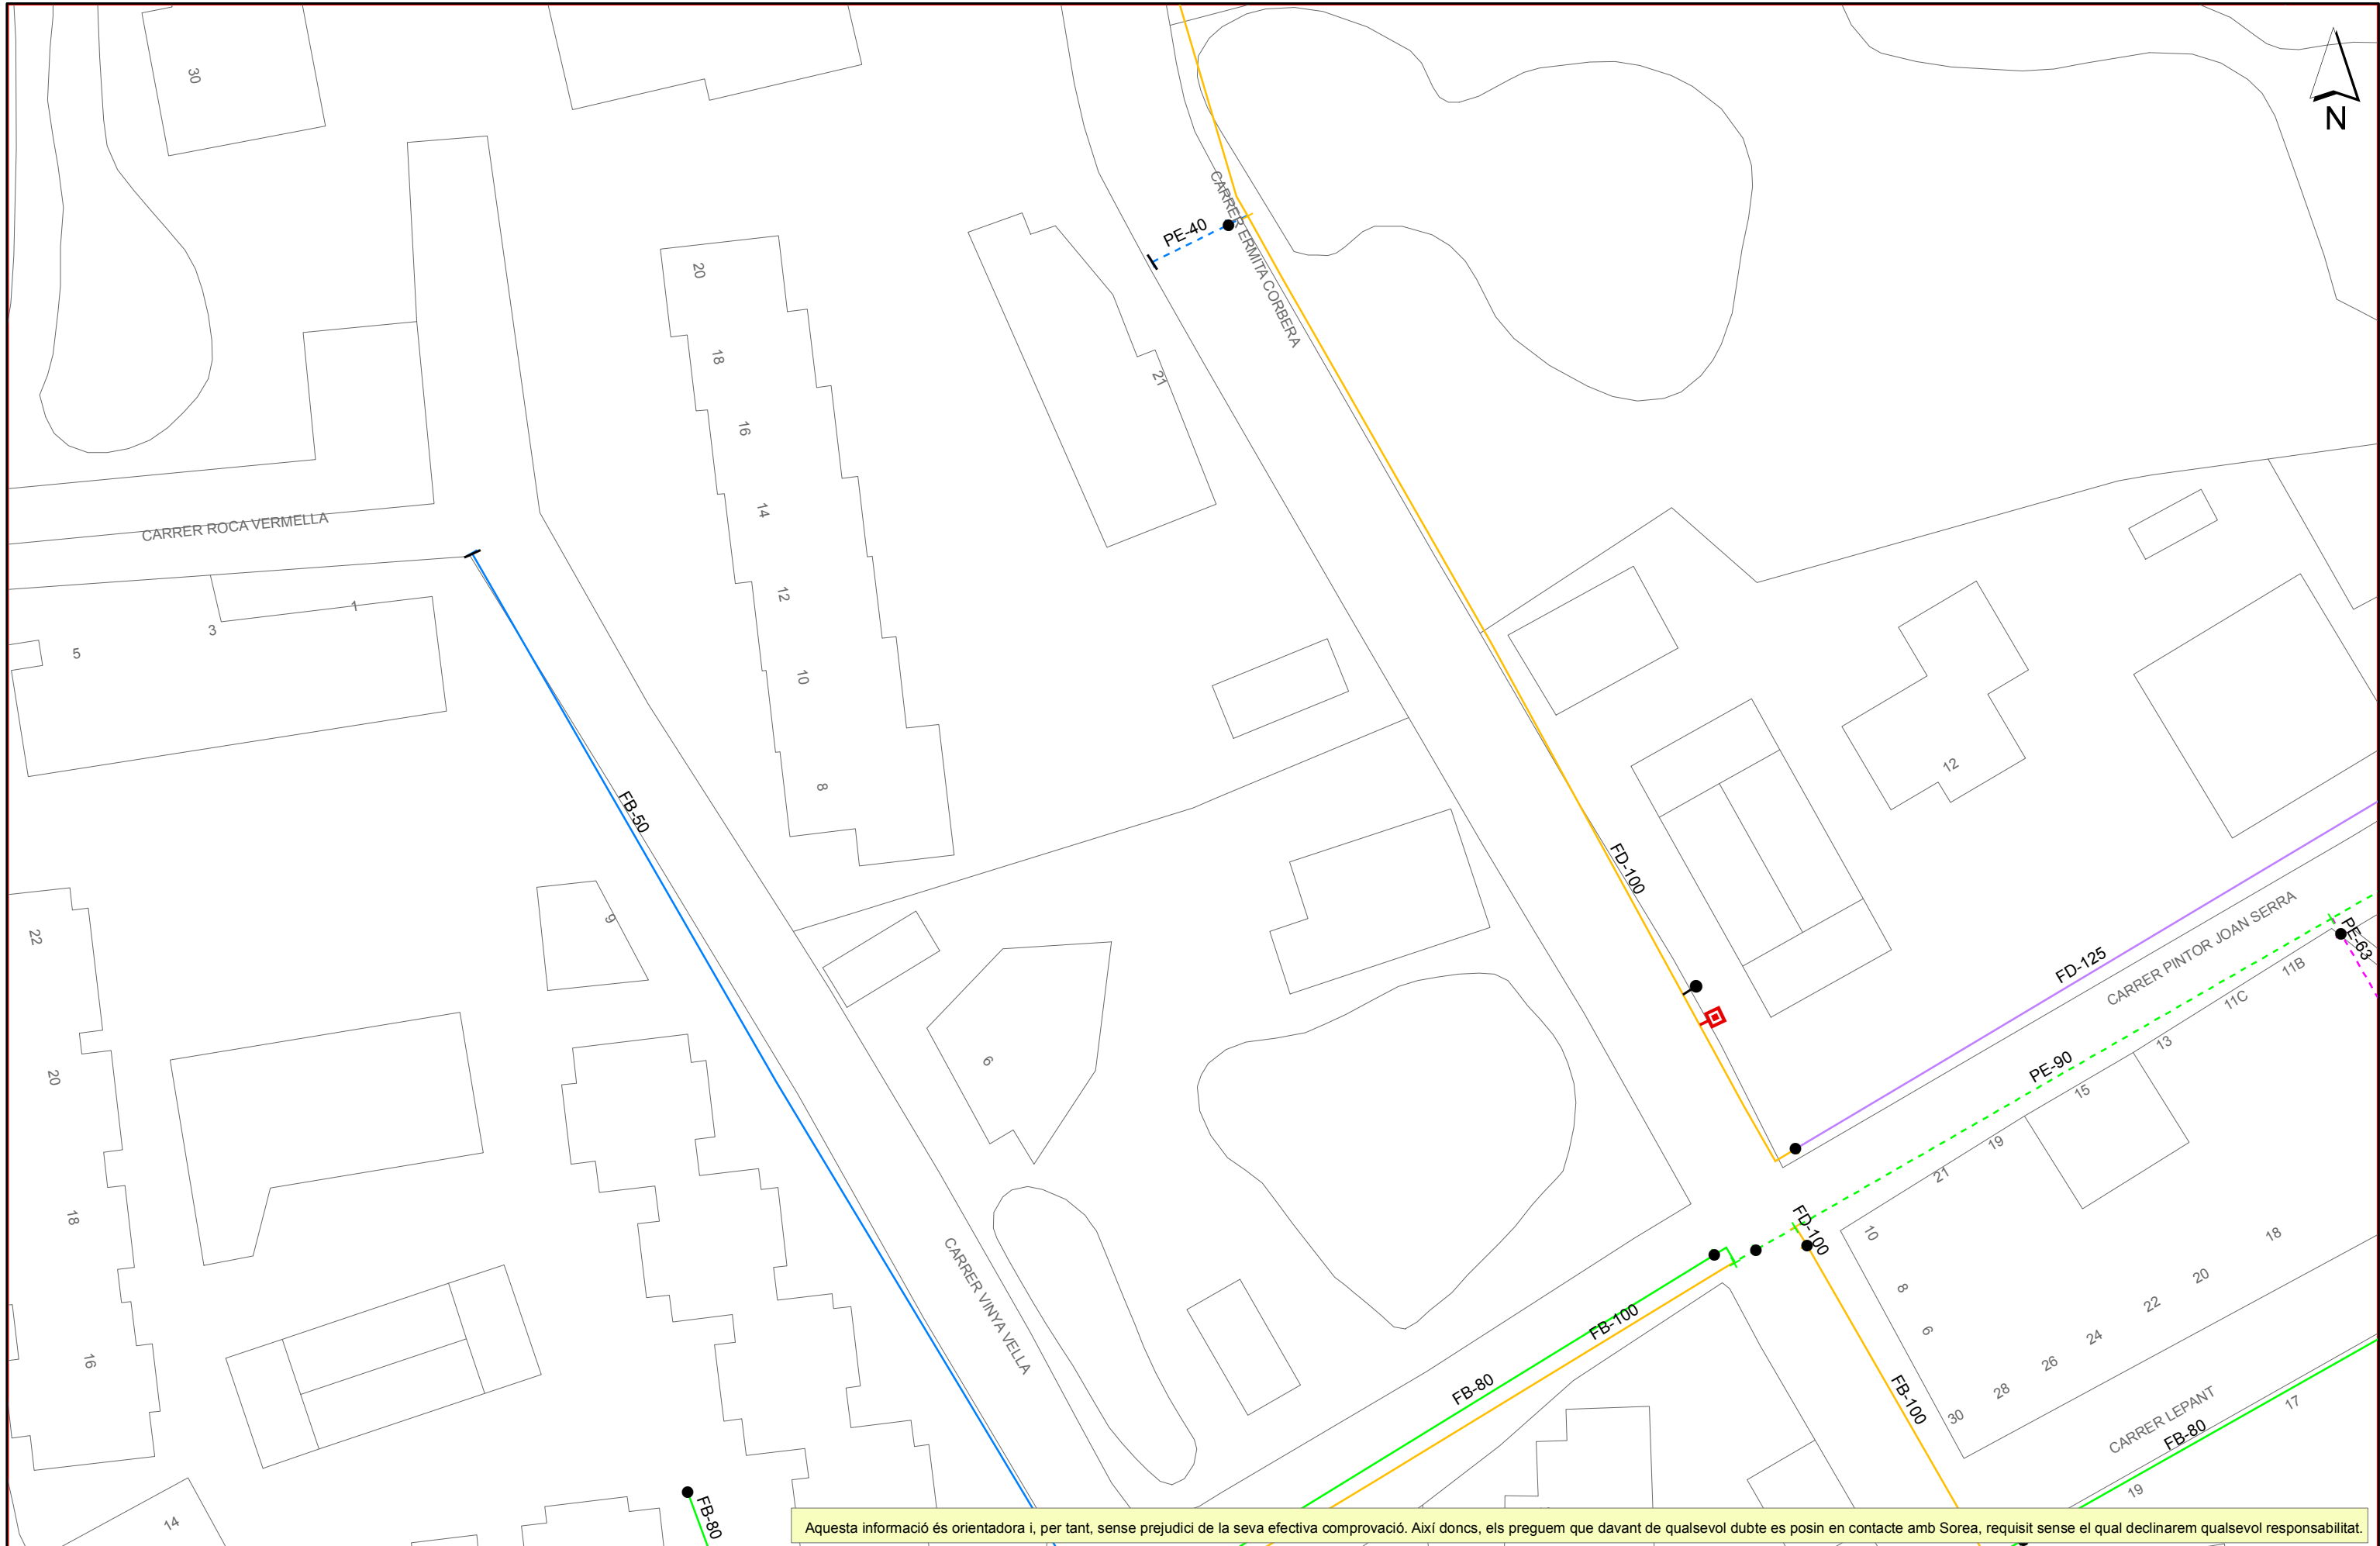 30
N
CARRER ERMITA CORBERA
PE-40
20
18
21
16
14
CARRER ROCA VERMELLA
12
1
3
5
10
12
8
FB-50
FD-100
9
22
CARRER PINTOR JOAN SERRA
PE-63
FD-125
11B
11C
13
6
20
PE-90
15
19
21
18
FD-100
10
18
20
8
22
6
24
CARRER VINYA VELLA
FB-100
26
16
28
FB-80
FB-100
30
17
CARRER LEPANT
FB-80
19
14
FB-80
Aquesta informació és orientadora i, per tant, sense prejudici de la seva efectiva comprovació. Així doncs, els preguem que davant de qualsevol dubte es posin en contacte amb Sorea, requisit sense el qual declinarem qualsevol responsabilitat.